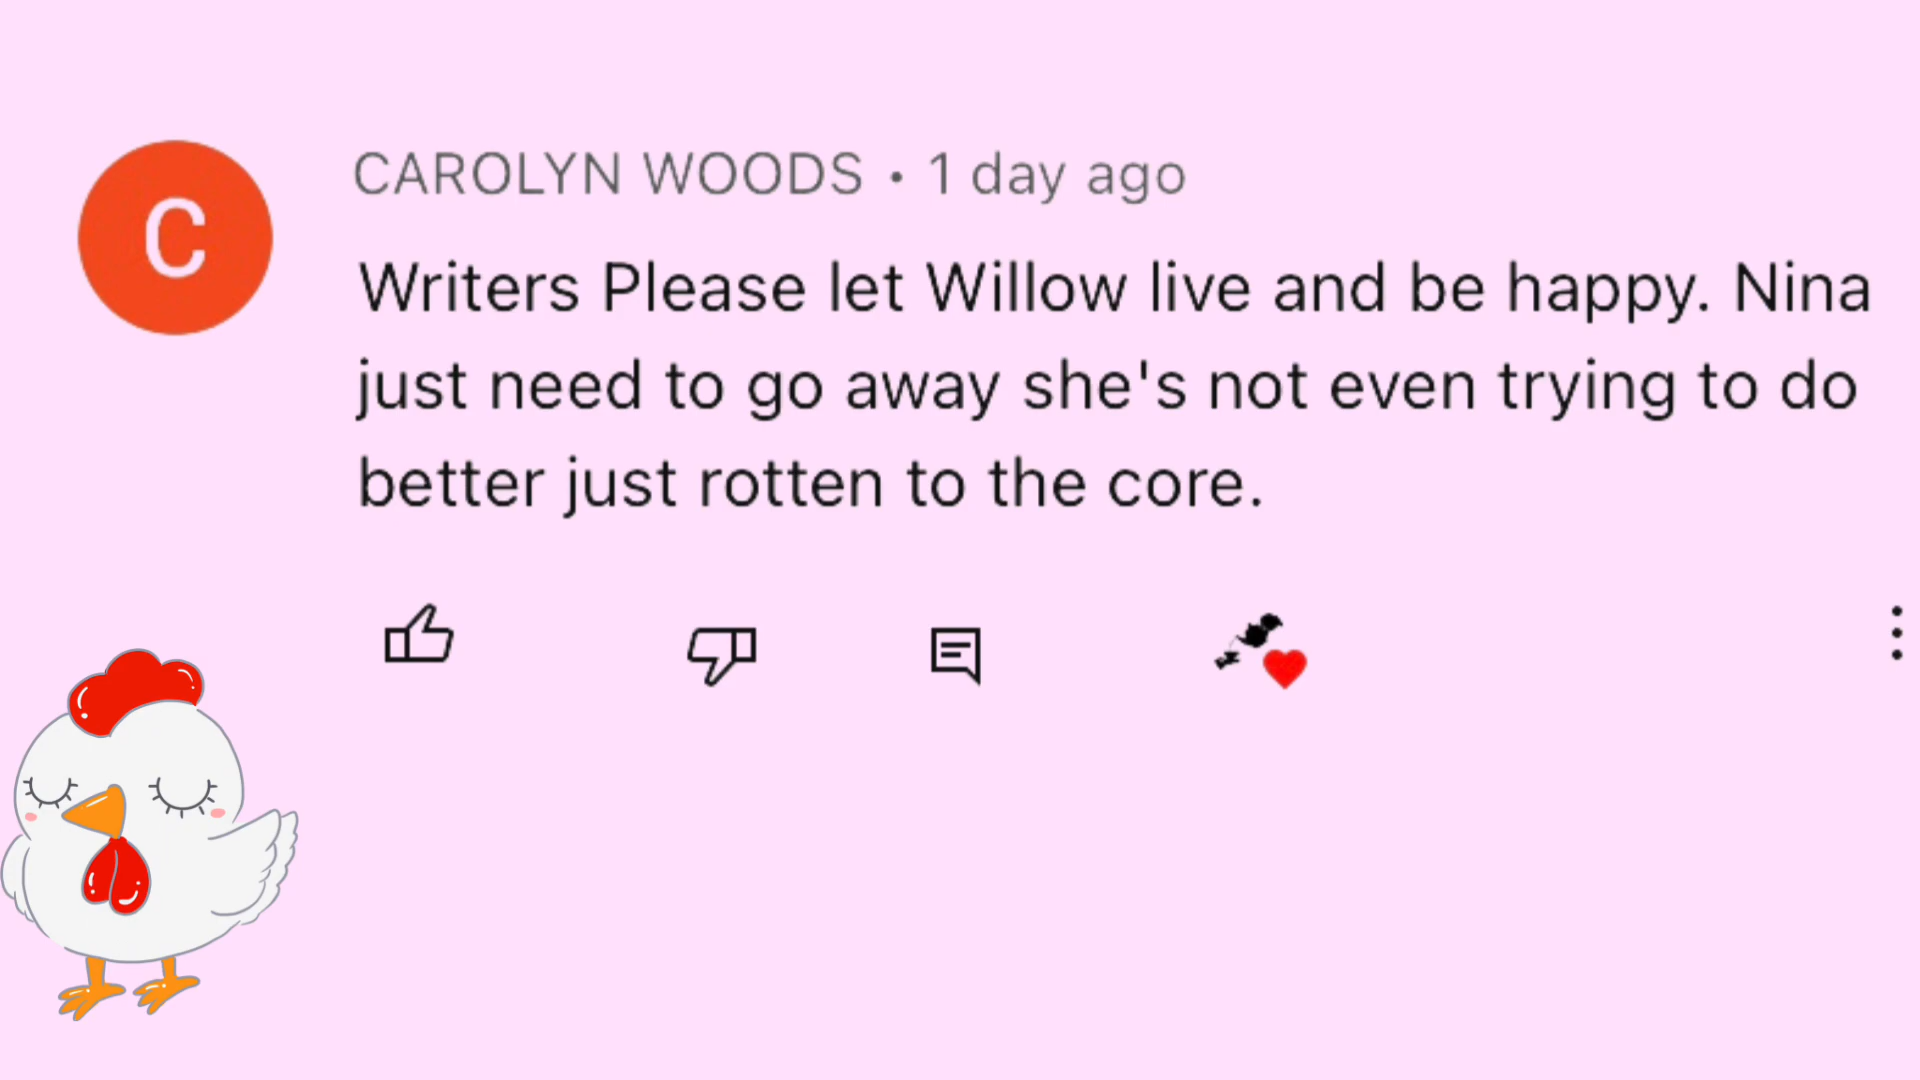 C
CAROLYN WOODS • 1 day ago
Writers Please let Willow live and be happy. Nina
just need to go away she's not even trying to do
better just rotten to the core.